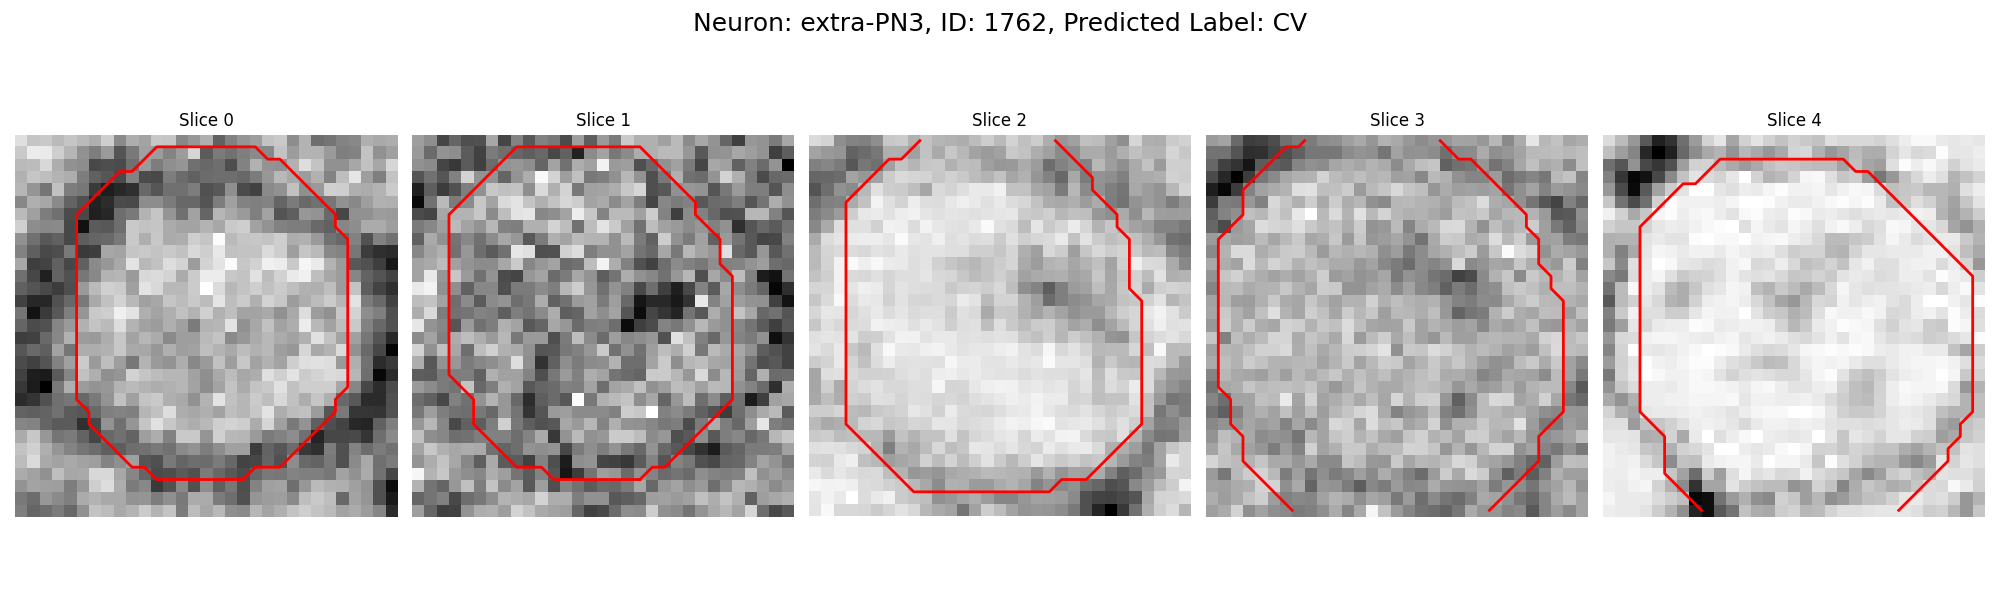 Neuron: extra-PN3, ID: 1762, Predicted Label: CV
Slice 0
Slice 1
Slice 2
Slice 3
Slice 4